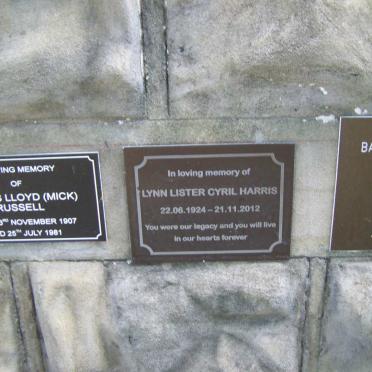 ING MEMORY
OF
LLOYD (MICK)
RUSSELL
NOVEMBER 1907
25TH JULY 1981
In loving memory of
LYNN LISTER CYRIL HARRIS
22.06.1924 – 21.11.2012
You were our legacy and you will live
in our hearts forever
BA